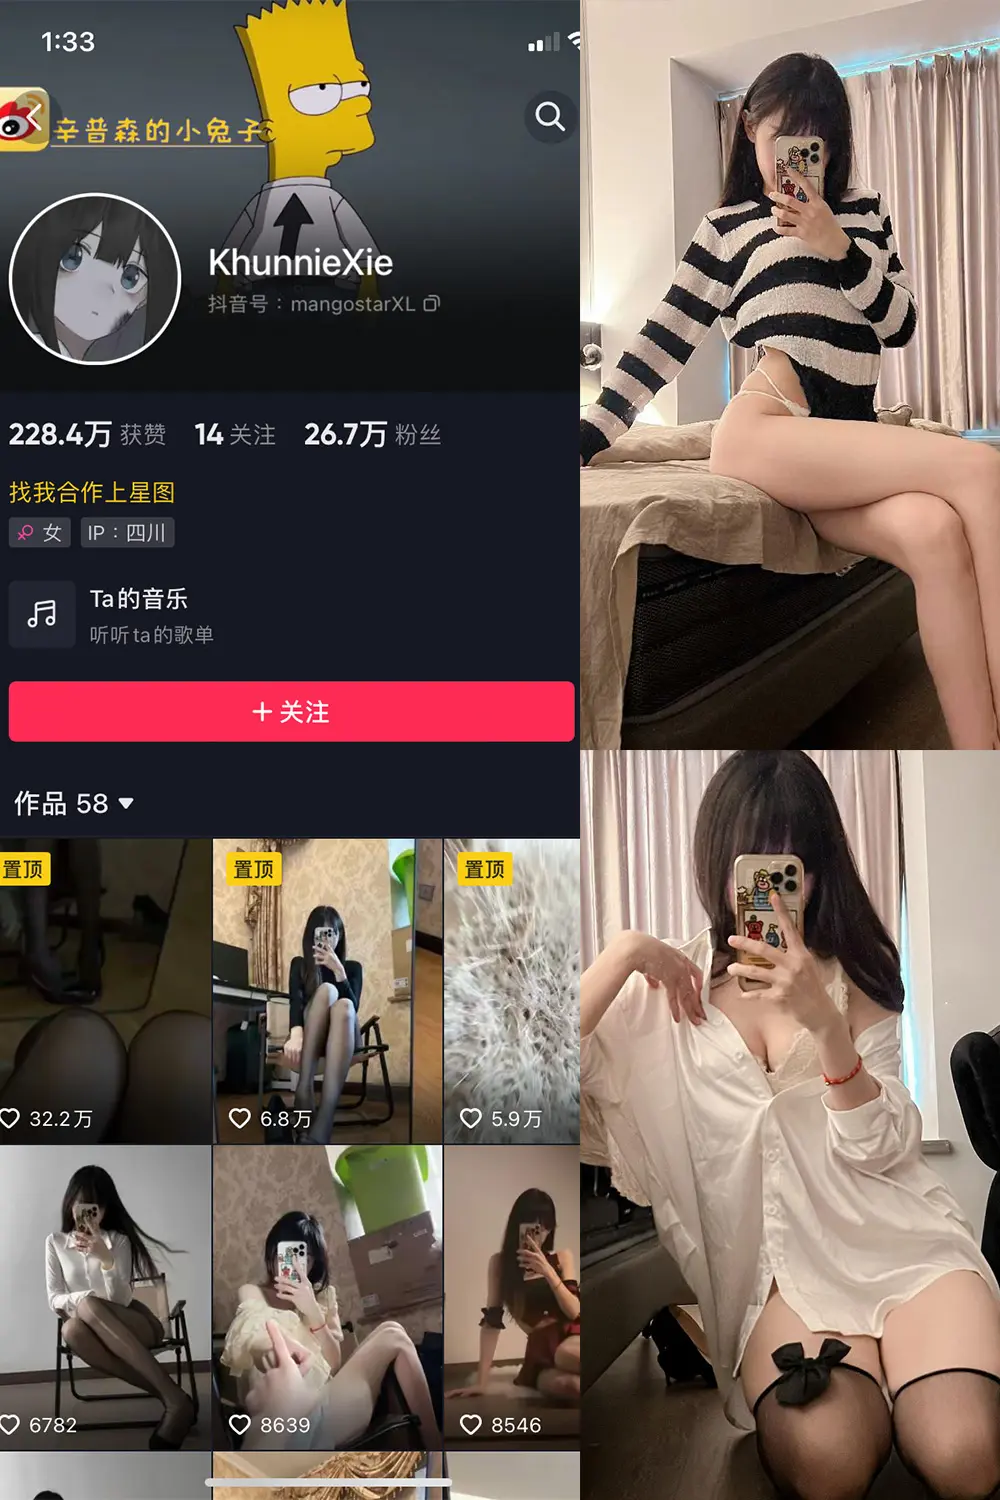 1:33
辛普森的小兔子
KhunnieXie
抖音号：mangostarXL
228.4万 获赞 14 关注 26.7万 粉丝
找我合作上星图
女 IP：四川
Ta的音乐
听听ta的歌单
+ 关注
作品 58
置顶 置顶 置顶
32.2万 6.8万 5.9万
6782 8639 8546